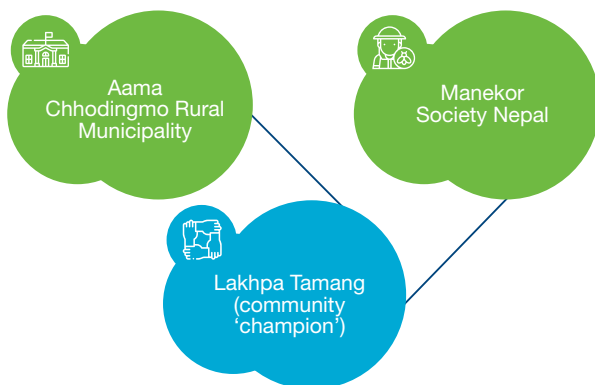 Aama
Chhodingmo Rural
Municipality
Manekor
Society Nepal
Lakhpa Tamang
(community
‘champion’)